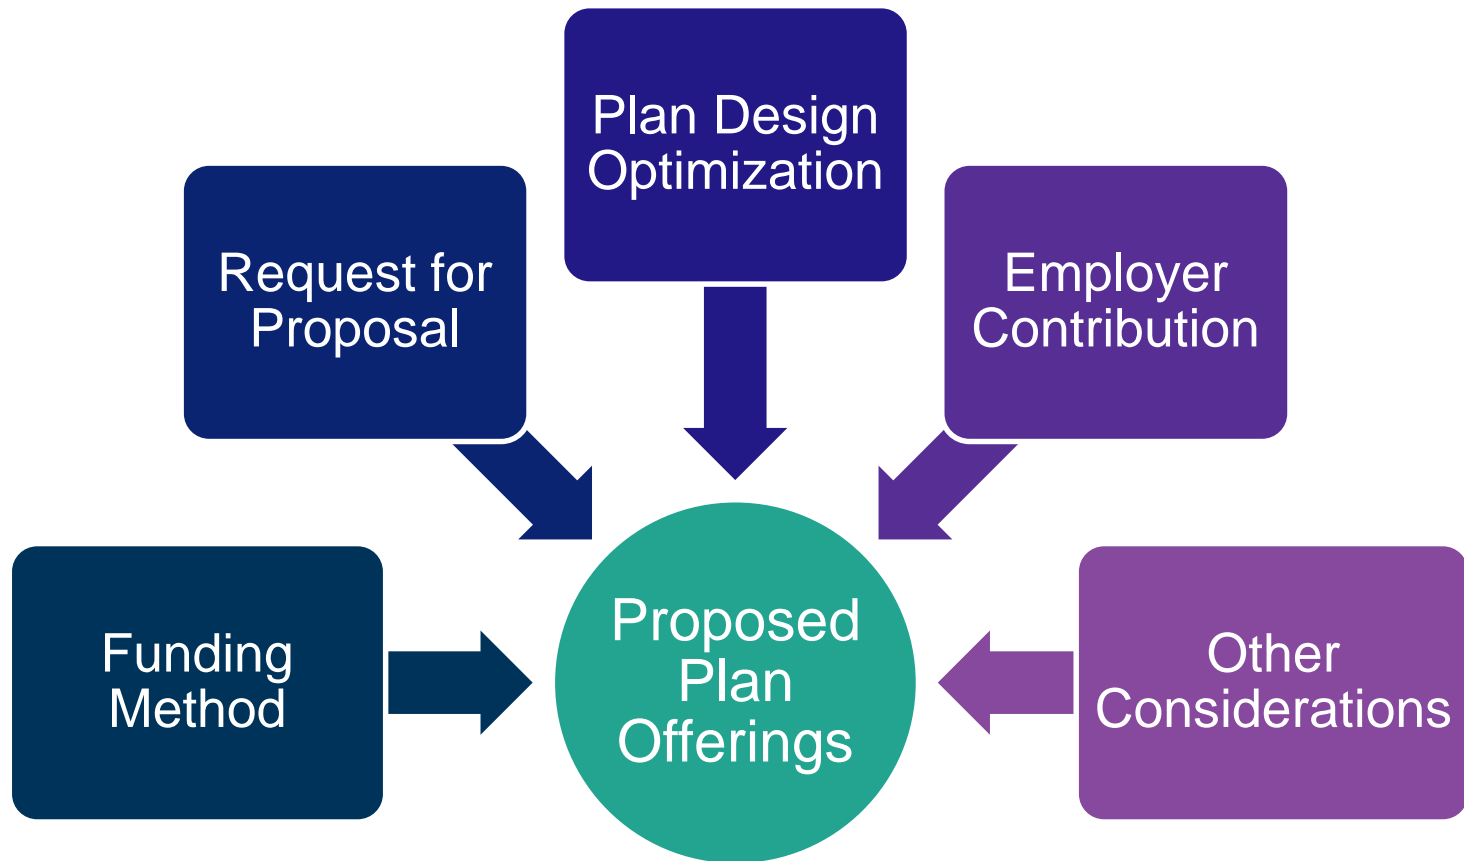 Plan Design
Optimization
Request for
Proposal
Employer
Contribution
Funding
Method
Proposed
Plan
Offerings
Other
Considerations